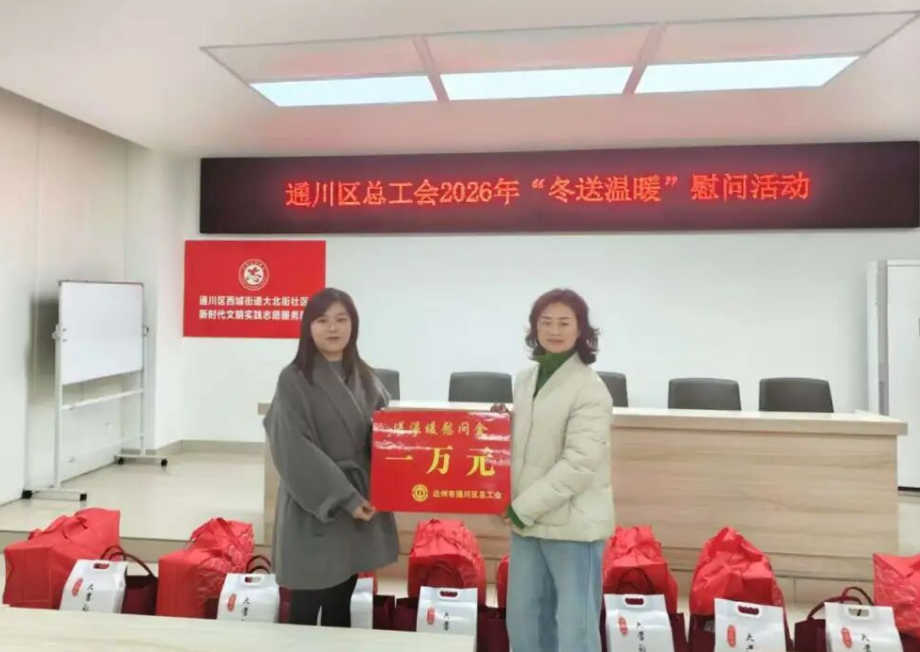 通川区总工会2026年“冬送温暖”慰问活动
通川区西城街道大北街社区
新时代文明实践志愿服务
送温暖慰问金
一万元
达州市通川区总工会